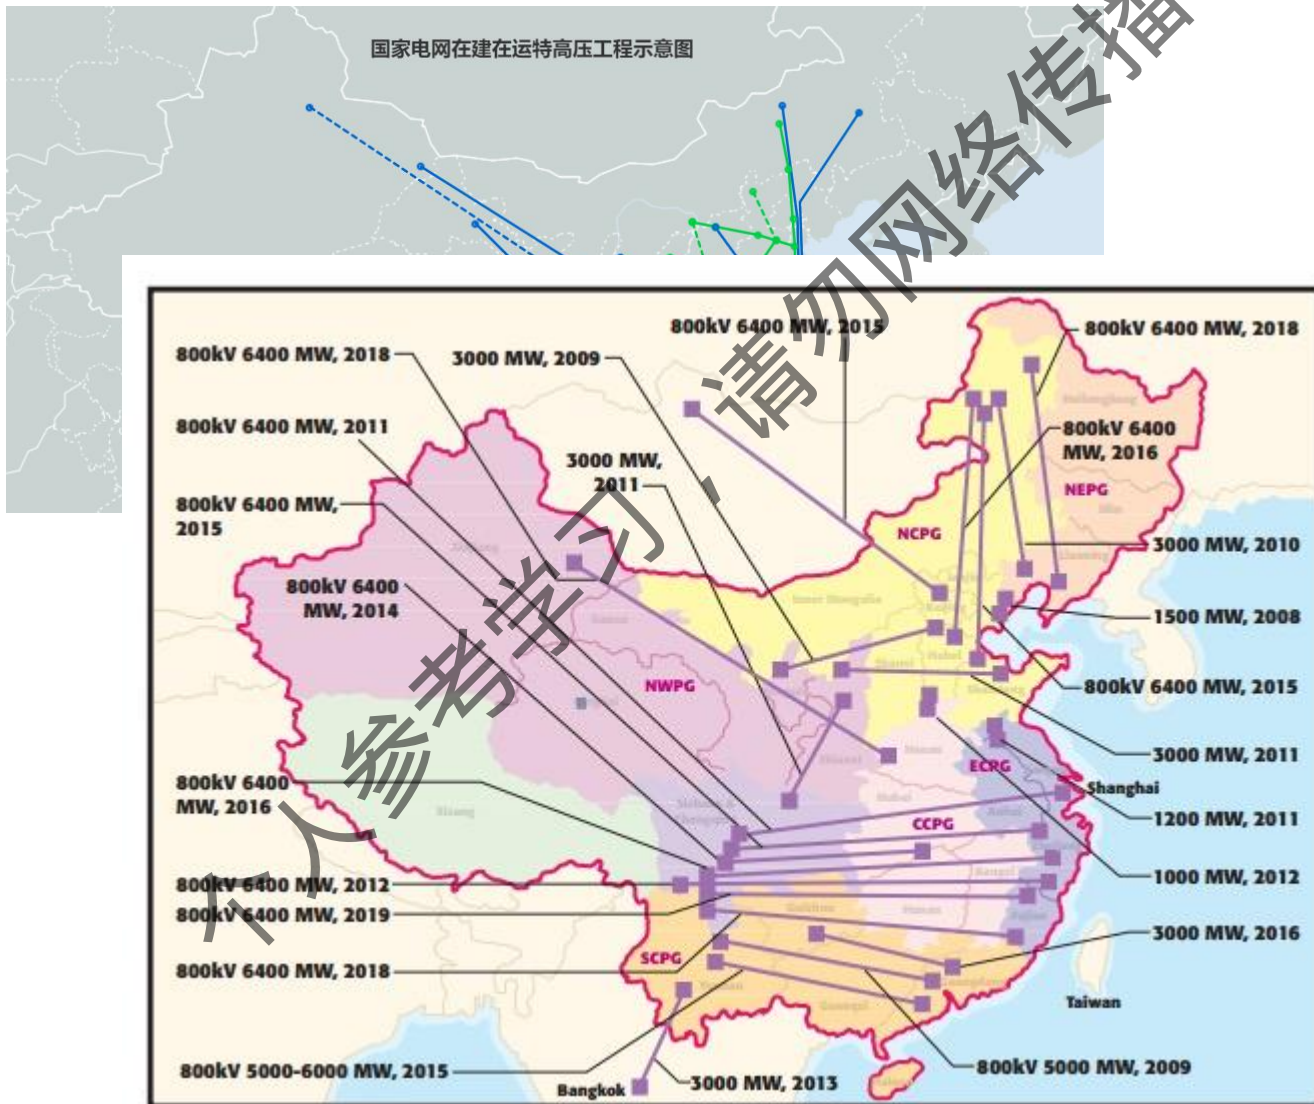 国家电网在建在运特高压工程示意图
个人参考学习，请勿网络传播
800kV 6400 MW, 2015
800kV 6400 MW, 2018
800kV 6400 MW, 2018
3000 MW, 2009
800kV 6400 MW, 2011
800kV 6400
MW, 2016
3000 MW,
2011
800kV 6400 MW,
2015
NEPG
NCPG
3000 MW, 2010
800kV 6400
MW, 2014
1500 MW, 2008
NWPG
800kV 6400 MW, 2015
3000 MW, 2011
ECPG
800kV 6400
MW, 2016
Shanghai
1200 MW, 2011
CCPG
1000 MW, 2012
800kV 6400 MW, 2012
800kV 6400 MW, 2019
3000 MW, 2016
SCPG
800kV 6400 MW, 2018
Taiwan
800kV 5000-6000 MW, 2015
800kV 5000 MW, 2009
Bangkok
3000 MW, 2013